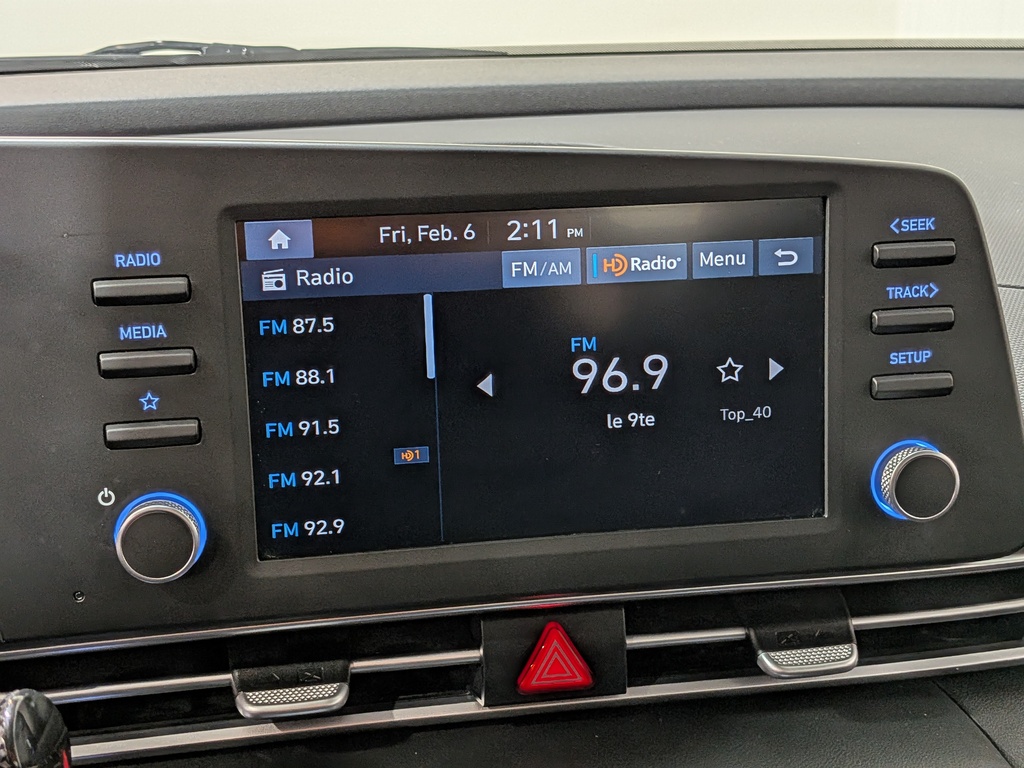 Fri, Feb. 6 2:11 PM
Radio FM/AM HD Radio® Menu
RADIO
MEDIA
FM 87.5
FM 88.1
FM 91.5
HD1
FM 92.1
FM 92.9
FM
96.9
le 9te
Top_40
<SEEK
TRACK>
SETUP